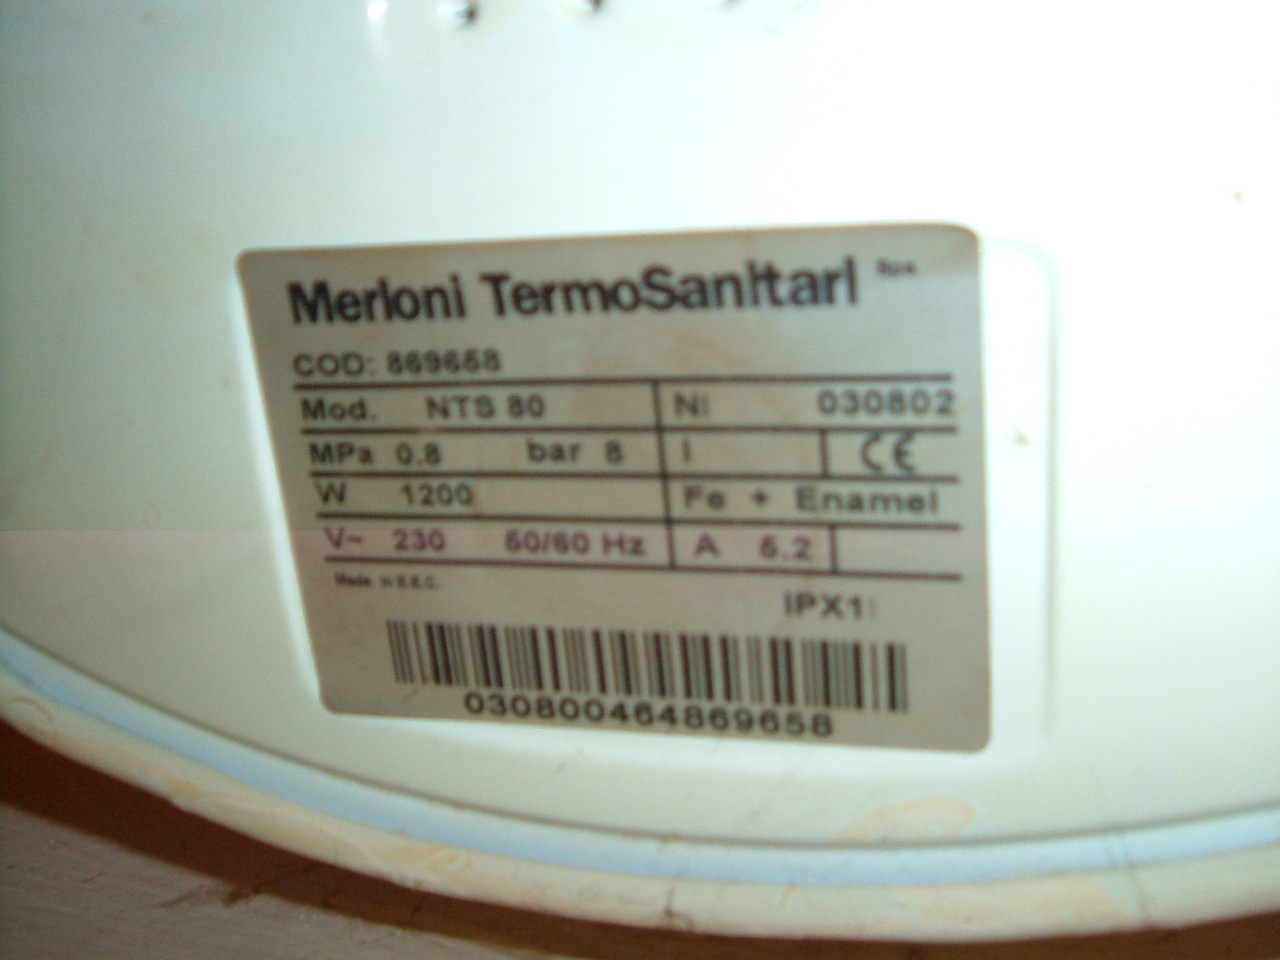 Merloni TermoSanitari Spa
COD: 869658
Mod. NTS 80 NI 030802
MPa 0.8 bar 8 I CE
W 1200 Fe + Enamel
V~ 230 50/60 Hz A 5.2
Made in E.E.C.
IPX1
030800464869658